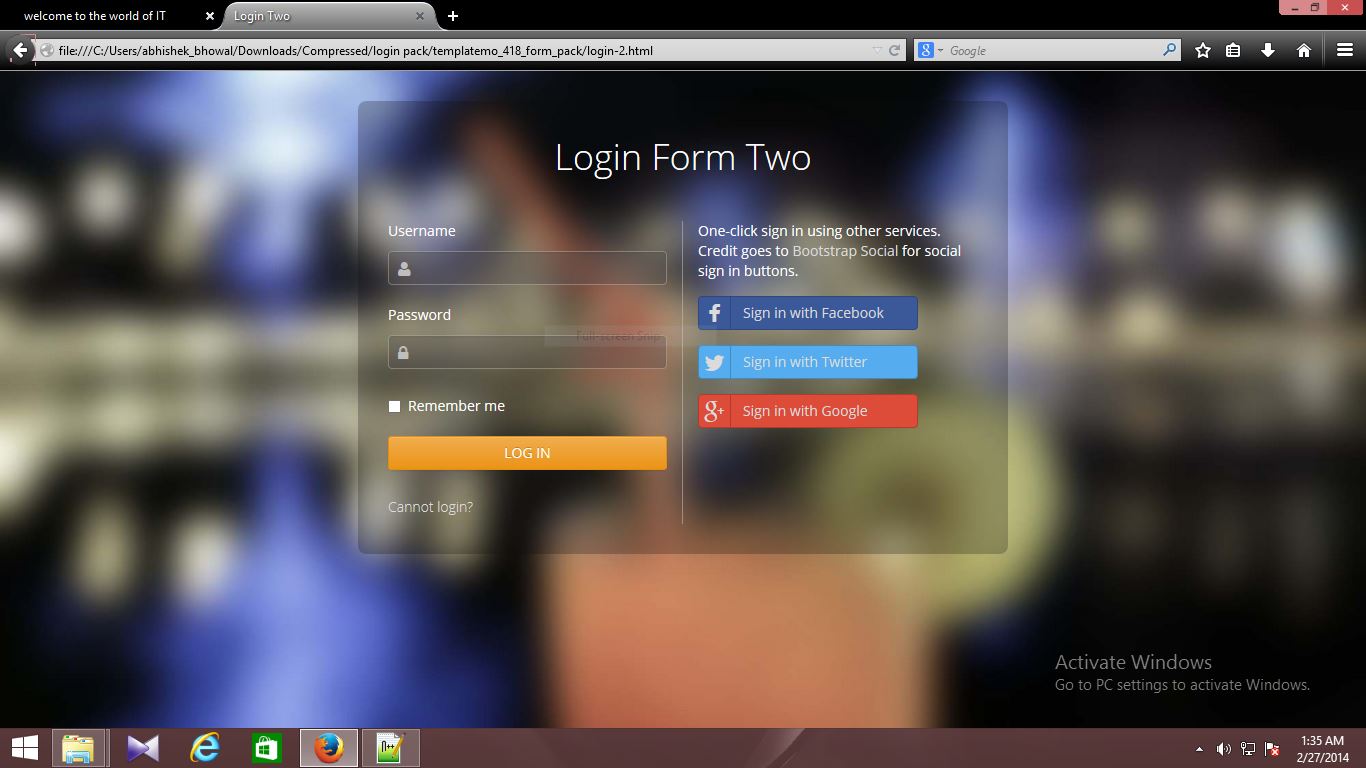 welcome to the world of IT
Login Two
file:///C:/Users/abhishek_bhowal/Downloads/Compressed/login pack/templatemo_418_form_pack/login-2.html
Google
Login Form Two
Username
Password
Full-screen Snip
Remember me
LOG IN
Cannot login?
One-click sign in using other services.
Credit goes to Bootstrap Social for social
sign in buttons.
Sign in with Facebook
Sign in with Twitter
Sign in with Google
Activate Windows
Go to PC settings to activate Windows.
1:35 AM
2/27/2014